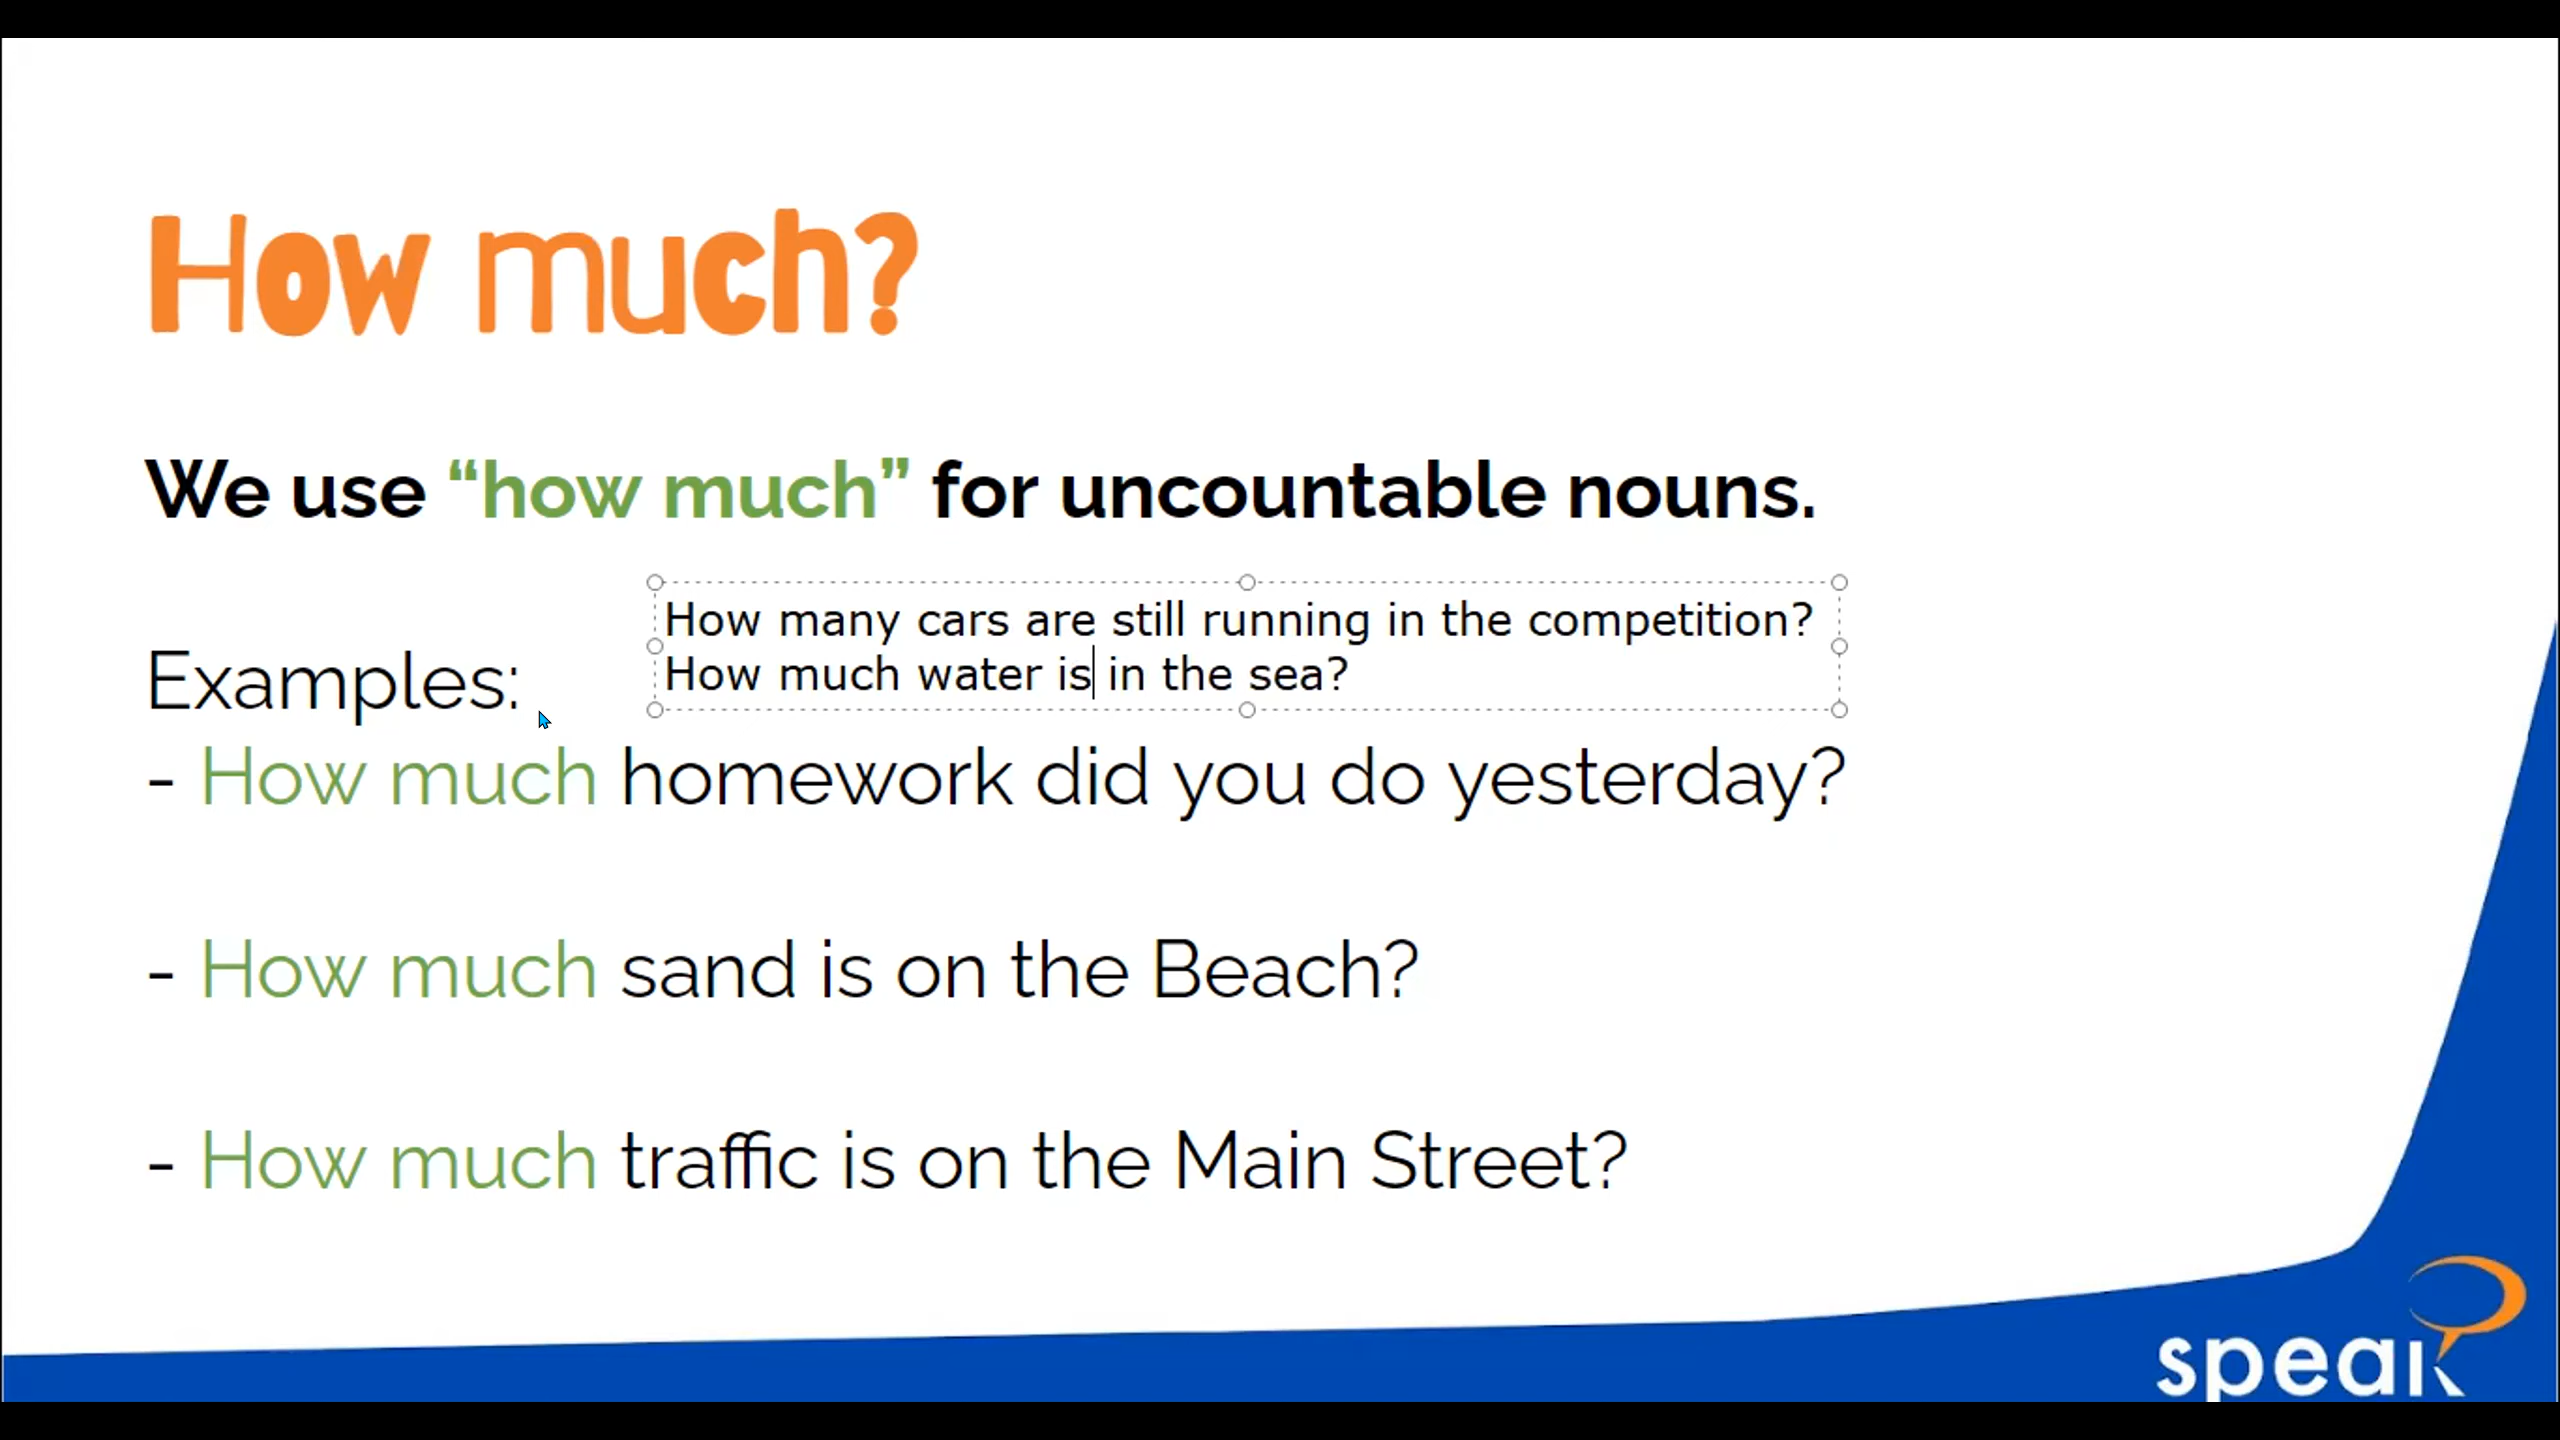 How much?
We use “how much” for uncountable nouns.
How many cars are still running in the competition?
How much water is in the sea?
Examples:
- How much homework did you do yesterday?
- How much sand is on the Beach?
- How much traffic is on the Main Street?
speak